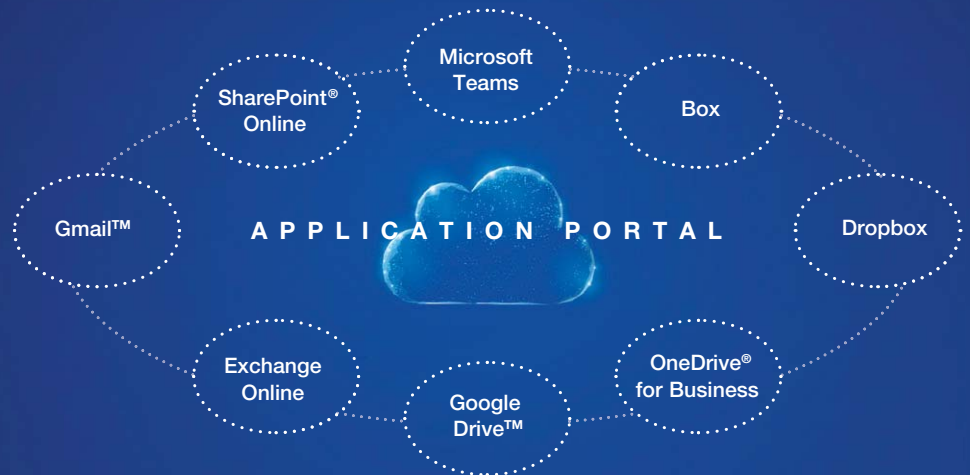 Microsoft
Teams
SharePoint®
Online
Box
Gmail™
APPLICATION PORTAL
Dropbox
Exchange
Online
Google
Drive™
OneDrive®
for Business